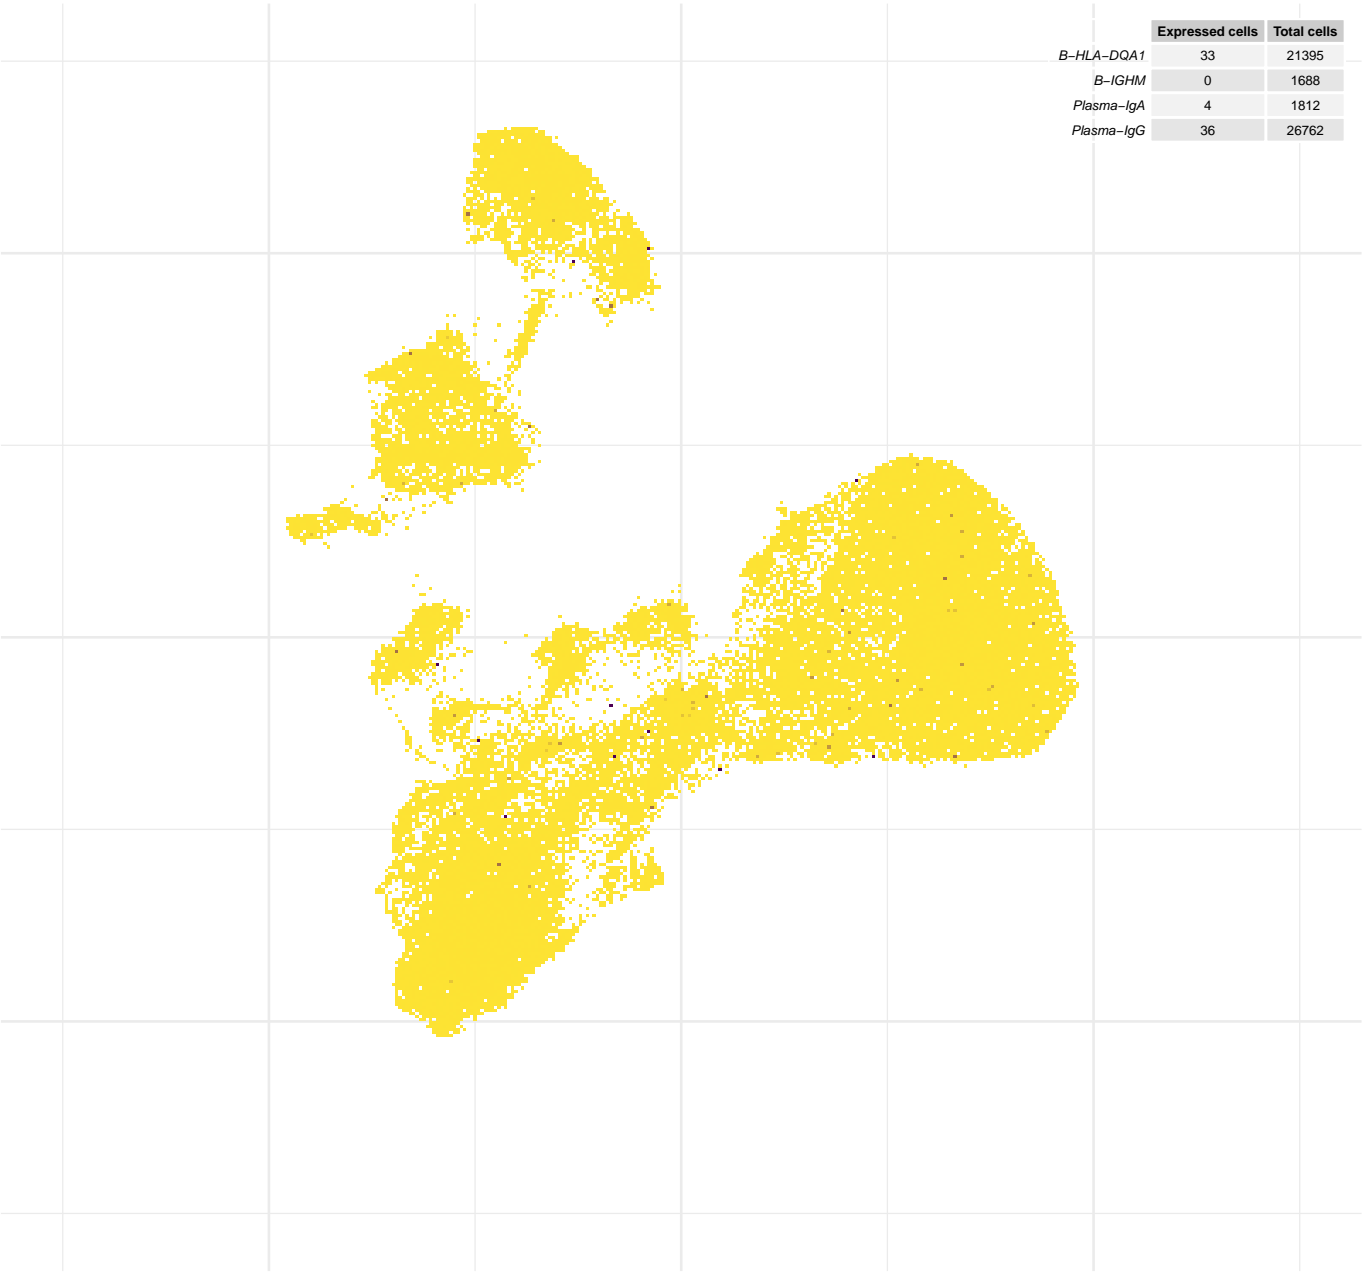 Expressed cells Total cells
B−HLA−DQA1 33 21395
B−IGHM 0 1688
Plasma−IgA 4 1812
Plasma−IgG 36 26762